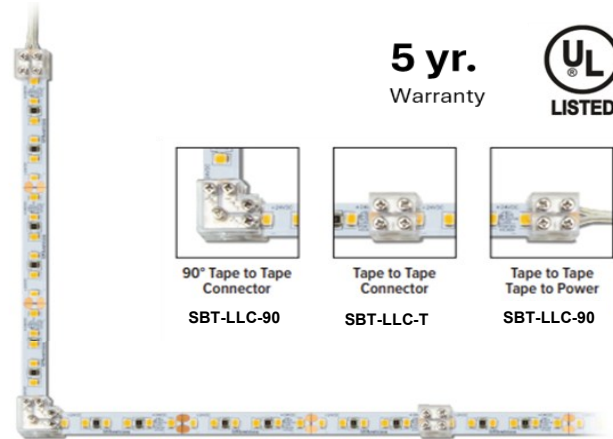 5 yr.
Warranty
UL
®
LISTED
90° Tape to Tape
Connector
SBT-LLC-90
Tape to Tape
Connector
SBT-LLC-T
Tape to Tape
Tape to Power
SBT-LLC-90